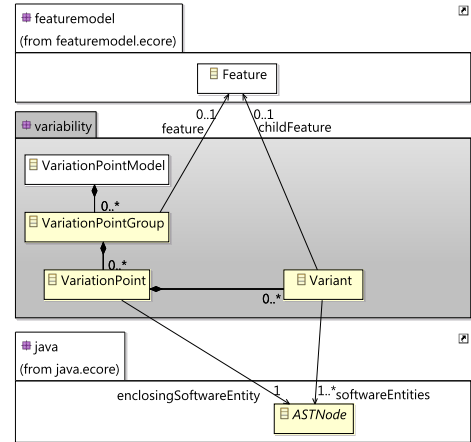 featuremodel
(from featuremodel.ecore)
Feature
0..1
0..1
feature
childFeature
variability
VariationPointModel
0..*
VariationPointGroup
0..*
VariationPoint
Variant
0..*
java
(from java.ecore)
enclosingSoftwareEntity
1
1..*
softwareEntities
ASTNode